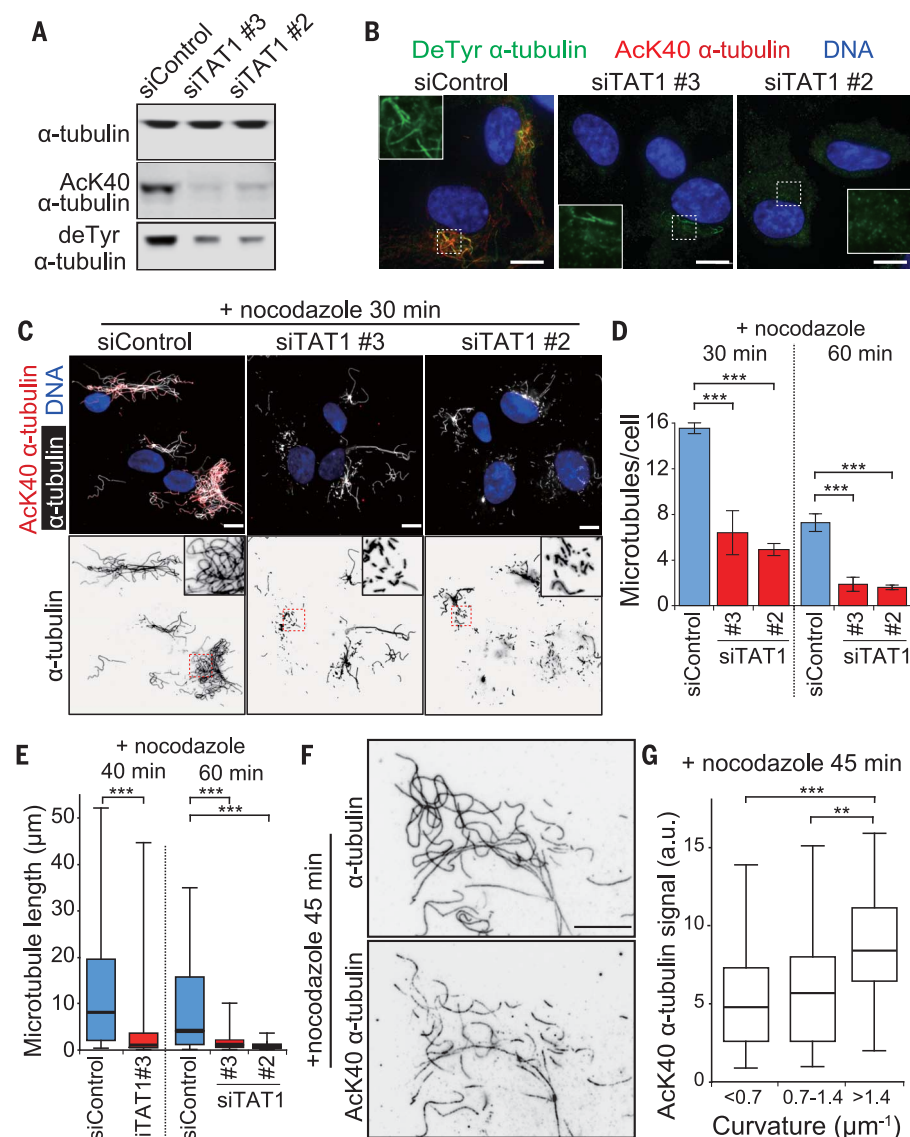 A
siControl
siTAT1 #3
siTAT1 #2
α-tubulin
AcK40
α-tubulin
deTyr
α-tubulin
B
DeTyr α-tubulin AcK40 α-tubulin DNA
siControl siTAT1 #3 siTAT1 #2
C
+ nocodazole 30 min
siControl siTAT1 #3 siTAT1 #2
AcK40 α-tubulin
α-tubulin DNA
α-tubulin
D
+ nocodazole
30 min 60 min
Microtubules/cell
16
12
8
4
0
***
***
***
***
siControl
#3
#2
siTAT1
siControl
#3
#2
siTAT1
E
+ nocodazole
40 min 60 min
Microtubule length (μm)
50
40
30
20
10
0
***
***
***
siControl
iTAT1#3
siControl
#3
#2
siTAT1
F
+nocodazole 45 min
α-tubulin
AcK40 α-tubulin
G
+ nocodazole 45 min
***
**
AcK40 α-tubulin signal (a.u.)
15
10
5
0
<0.7 0.7-1.4 >1.4
Curvature (μm⁻¹)